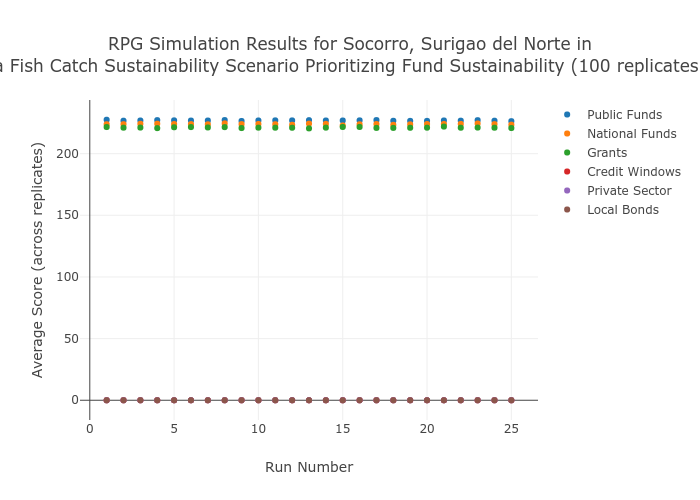 RPG Simulation Results for Socorro, Surigao del Norte in
a Fish Catch Sustainability Scenario Prioritizing Fund Sustainability (100 replicates
Average Score (across replicates)
200
150
100
50
0
0 5 10 15 20 25
Run Number
Public Funds
National Funds
Grants
Credit Windows
Private Sector
Local Bonds